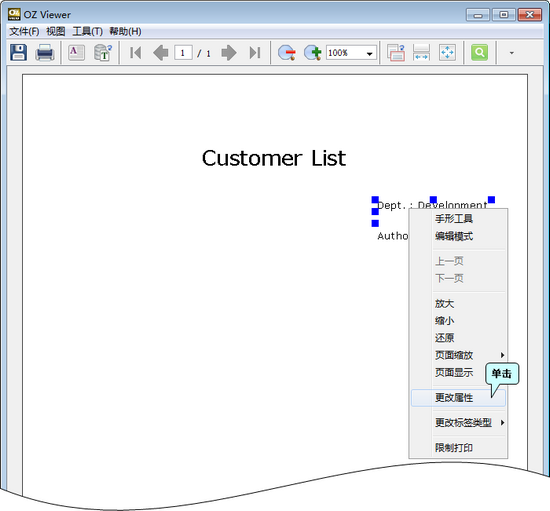 OZ Viewer
文件(F) 视图 工具(T) 帮助(H)
1 / 1 100%
Customer List
Dept. : Development
Autho
手形工具
编辑模式
上一页
下一页
放大
缩小
还原
页面缩放
页面显示
单击
更改属性
更改标签类型
限制打印